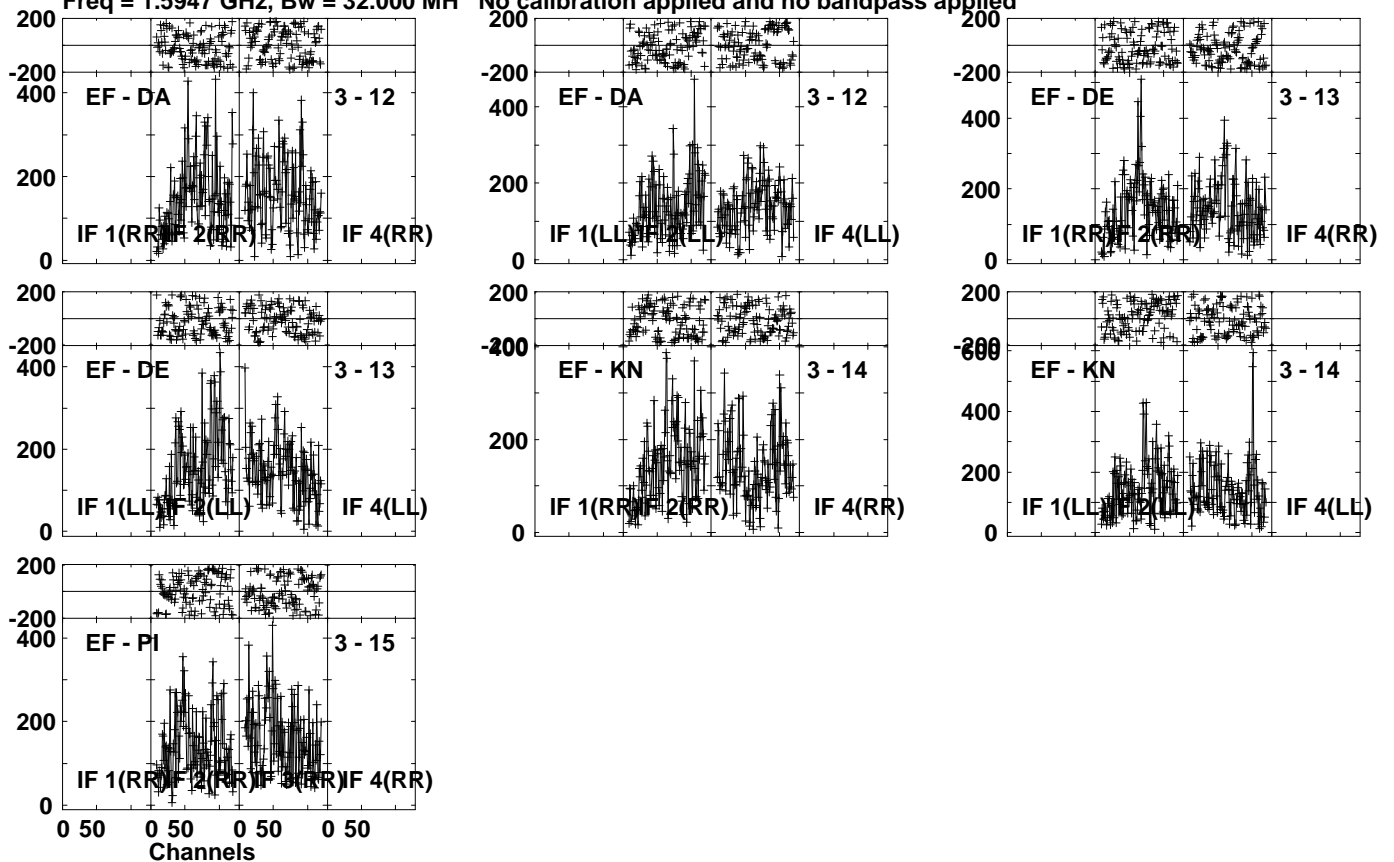 Freq = 1.5947 GHz, Bw = 32.000 MH No calibration applied and no bandpass applied
200
-200
400
200
0
EF - DA
3 - 12
IF 1(RR)
IF 2(RR)
IF 4(RR)
200
-200
400
200
0
EF - DA
3 - 12
IF 1(LL)
IF 2(LL)
IF 4(LL)
200
-200
400
200
0
EF - DE
3 - 13
IF 1(RR)
IF 2(RR)
IF 4(RR)
200
-200
400
200
0
EF - DE
3 - 13
IF 1(LL)
IF 2(LL)
IF 4(LL)
200
-200
400
200
0
EF - KN
3 - 14
IF 1(RR)
IF 2(RR)
IF 4(RR)
200
-200
600
400
200
0
EF - KN
3 - 14
IF 1(LL)
IF 2(LL)
IF 4(LL)
200
-200
400
200
0
EF - PI
3 - 15
IF 1(RR)
IF 2(RR)
IF 3(RR)
IF 4(RR)
0 50 0 50 0 50 0 50
Channels